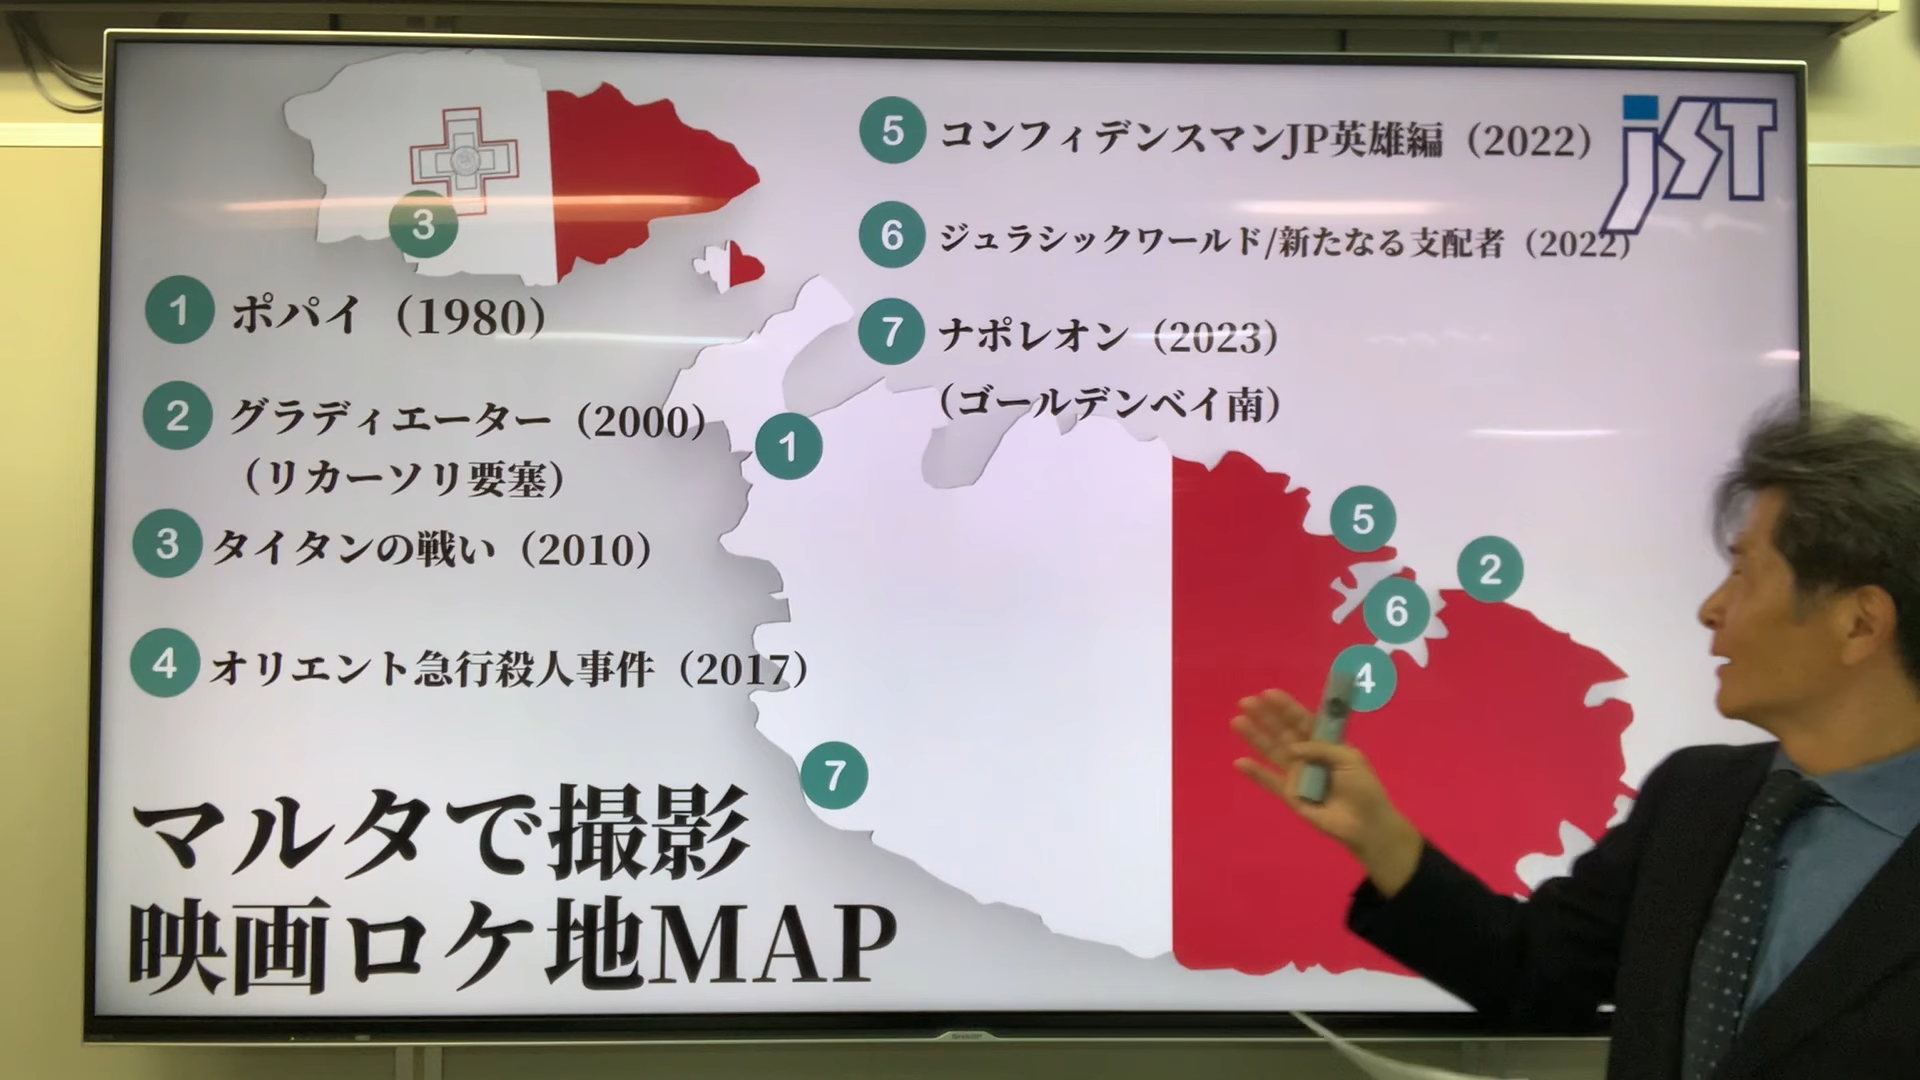 3
1 ポパイ（1980）
2 グラディエーター（2000）
（リカーソリ要塞）
3 タイタンの戦い（2010）
4 オリエント急行殺人事件（2017）
5 コンフィデンスマンJP英雄編（2022）
6 ジュラシックワールド/新たなる支配者（2022）
7 ナポレオン（2023）
（ゴールデンベイ南）
jST
1
5
2
6
4
7
マルタで撮影
映画ロケ地MAP
SHARP